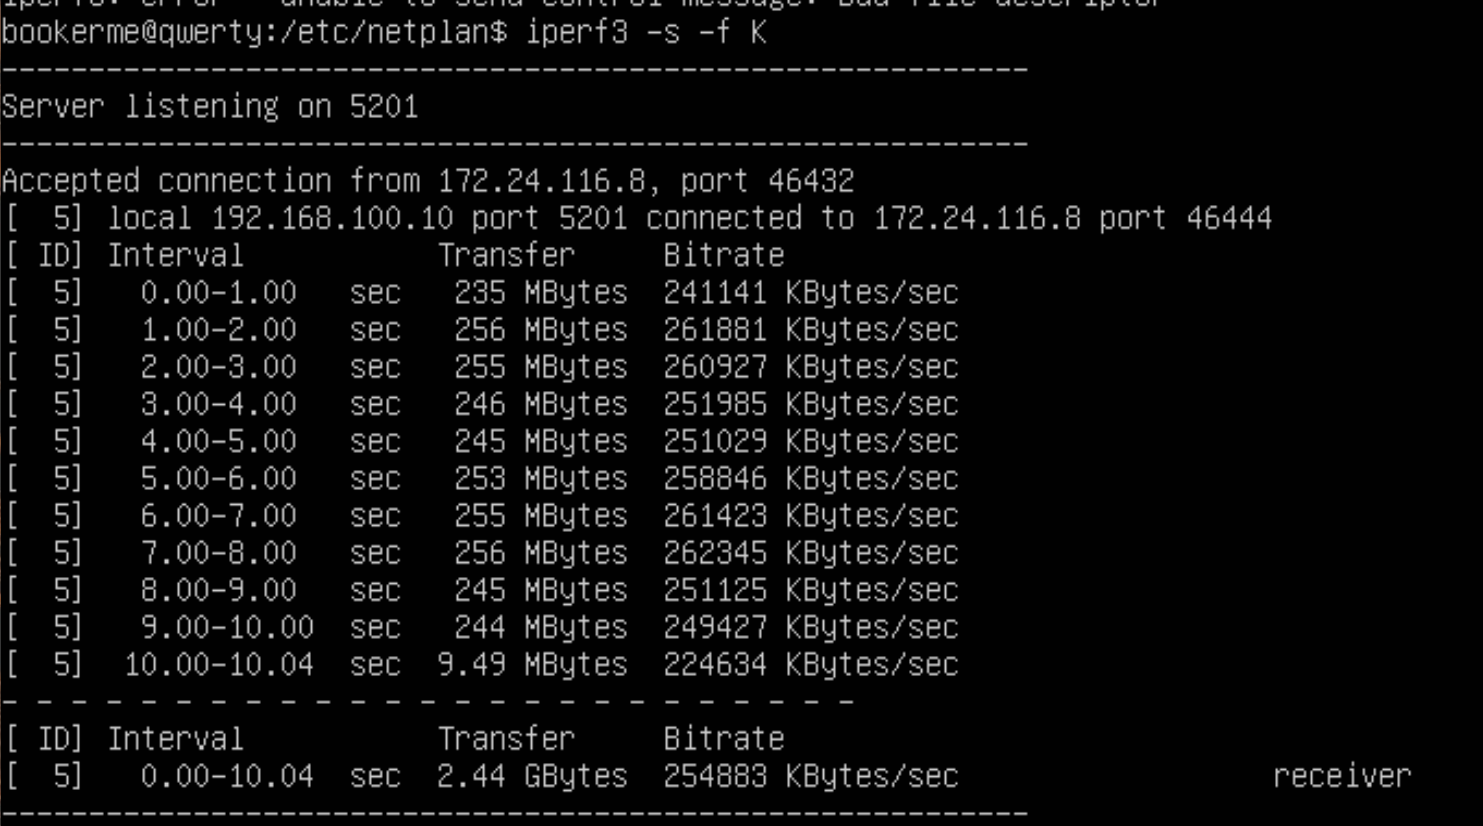 iperf3: error - unable to send control message: Bad file descriptor
bookerme@qwerty:/etc/netplan$ iperf3 -s -f K
-----------------------------------------------------------
Server listening on 5201
-----------------------------------------------------------
Accepted connection from 172.24.116.8, port 46432
[  5] local 192.168.100.10 port 5201 connected to 172.24.116.8 port 46444
[ ID] Interval           Transfer     Bitrate
[  5]   0.00-1.00   sec   235 MBytes  241141 KBytes/sec
[  5]   1.00-2.00   sec   256 MBytes  261881 KBytes/sec
[  5]   2.00-3.00   sec   255 MBytes  260927 KBytes/sec
[  5]   3.00-4.00   sec   246 MBytes  251985 KBytes/sec
[  5]   4.00-5.00   sec   245 MBytes  251029 KBytes/sec
[  5]   5.00-6.00   sec   253 MBytes  258846 KBytes/sec
[  5]   6.00-7.00   sec   255 MBytes  261423 KBytes/sec
[  5]   7.00-8.00   sec   256 MBytes  262345 KBytes/sec
[  5]   8.00-9.00   sec   245 MBytes  251125 KBytes/sec
[  5]   9.00-10.00  sec   244 MBytes  249427 KBytes/sec
[  5]  10.00-10.04  sec  9.49 MBytes  224634 KBytes/sec
- - - - - - - - - - - - - - - - - - - - - - - - -
[ ID] Interval           Transfer     Bitrate
[  5]   0.00-10.04  sec  2.44 GBytes  254883 KBytes/sec                  receiver
-----------------------------------------------------------